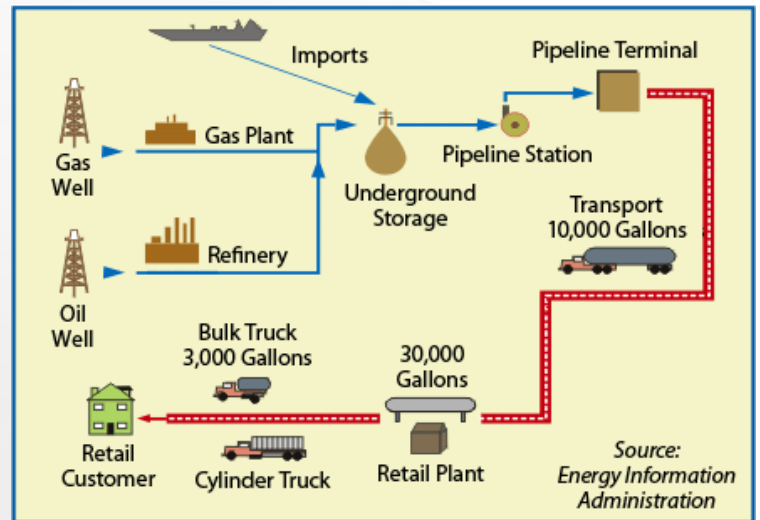 Imports
Pipeline Terminal
Gas Plant
Gas
Well
Pipeline Station
Underground
Storage
Transport
10,000 Gallons
Refinery
Oil
Well
Bulk Truck
3,000 Gallons
30,000
Gallons
Retail
Customer
Cylinder Truck
Retail Plant
Source:
Energy Information
Administration